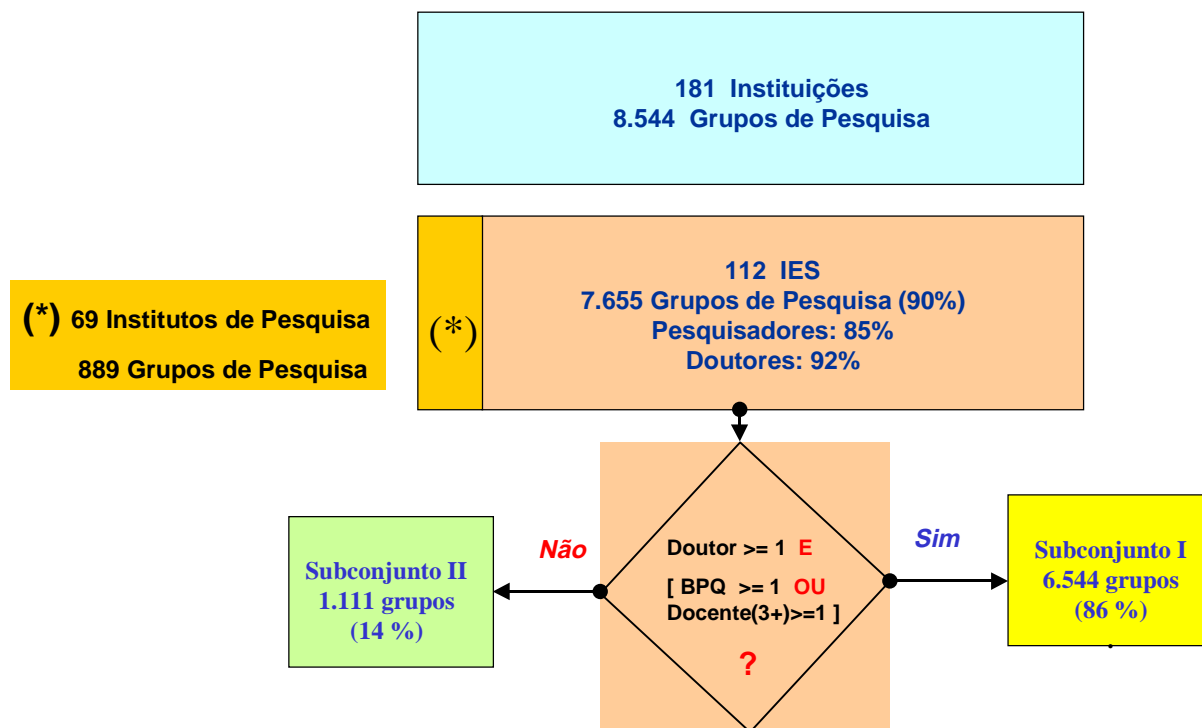 181 Instituições
8.544 Grupos de Pesquisa
(*) 69 Institutos de Pesquisa
889 Grupos de Pesquisa
(*)
112 IES
7.655 Grupos de Pesquisa (90%)
Pesquisadores: 85%
Doutores: 92%
Não
Sim
Subconjunto II
1.111 grupos
(14 %)
Doutor >= 1 E
[ BPQ >= 1 OU
Docente(3+)>=1 ]
?
Subconjunto I
6.544 grupos
(86 %)